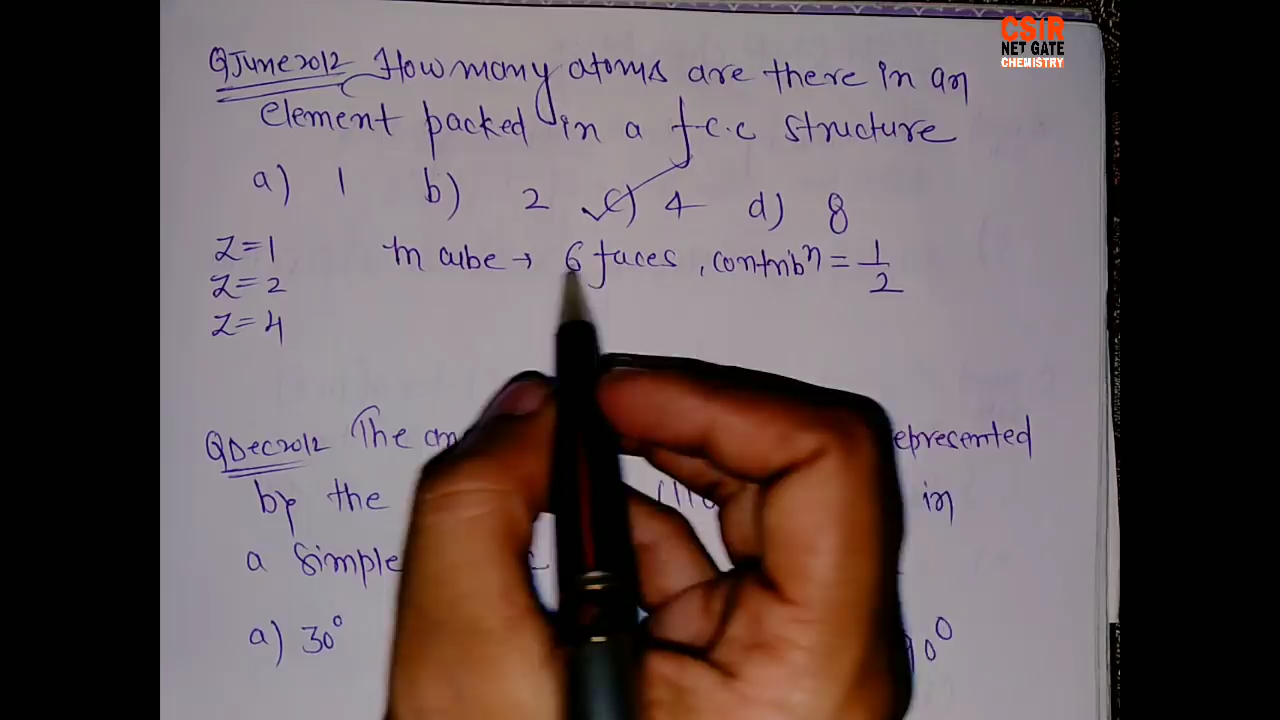 CSIR
NET GATE
CHEMISTRY
Q June 2012 How many atoms are there in an
element packed in a f.c.c structure
a) 1 b) 2 c) 4 d) 8
Z=1 In cube → 6 faces, contribⁿ = 1/2
Z=2
Z=4
Q Dec 2012 The epresented
by the in
a simple
a) 30° 0°